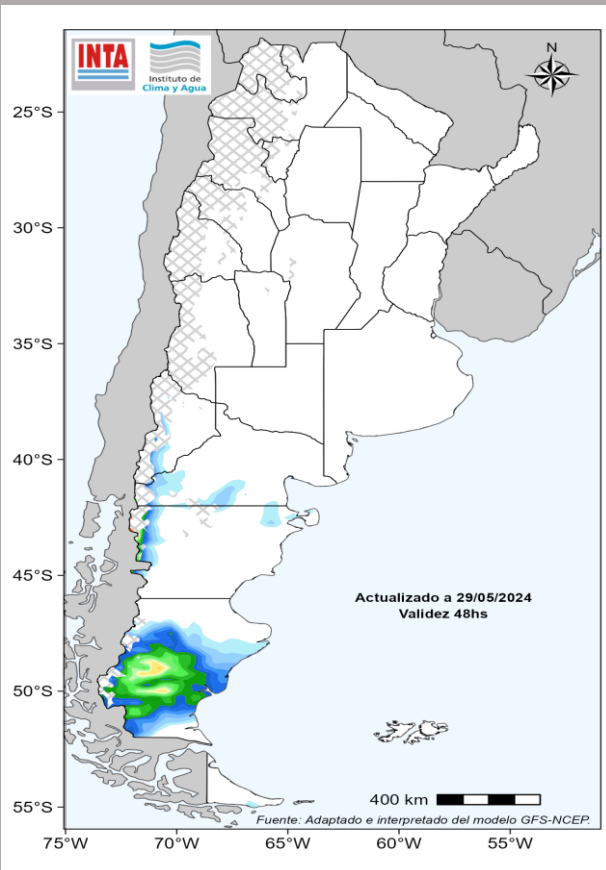 INTA
Instituto de
Clima y Agua
N
25°S
30°S
35°S
40°S
45°S
50°S
55°S
Actualizado a 29/05/2024
Validez 48hs
400 km
Fuente: Adaptado e interpretado del modelo GFS-NCEP.
75°W
70°W
65°W
60°W
55°W